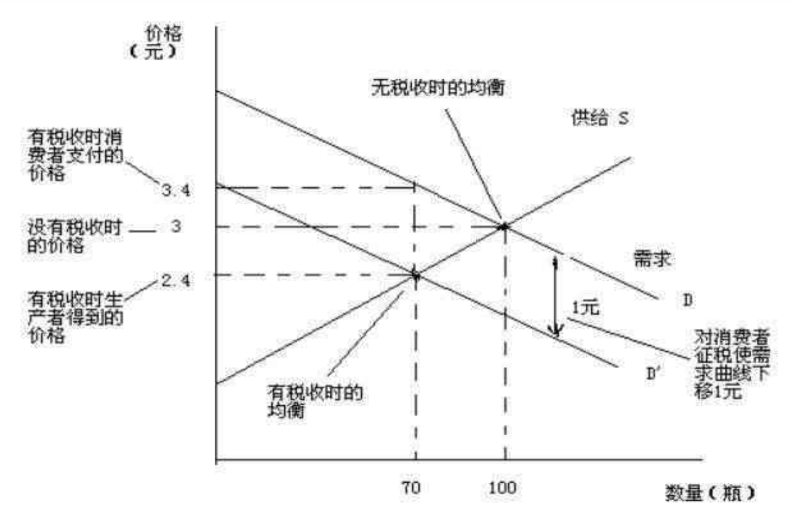 价格
(元)
无税收时的均衡
供给 S
有税收时消
费者支付的
价格
3.4
没有税收时
的价格
3
有税收时生
产者得到的
价格
2.4
需求
D
1元
对消费者
征税使需
求曲线下
移1元
D'
有税收时的
均衡
70
100
数量(瓶)